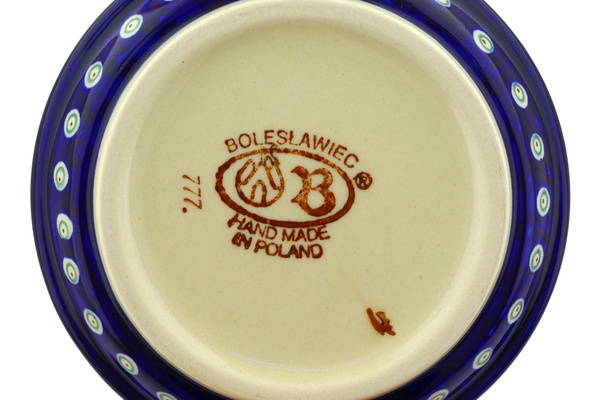 BOLESŁAWIEC
B®
HAND MADE
IN POLAND
777.